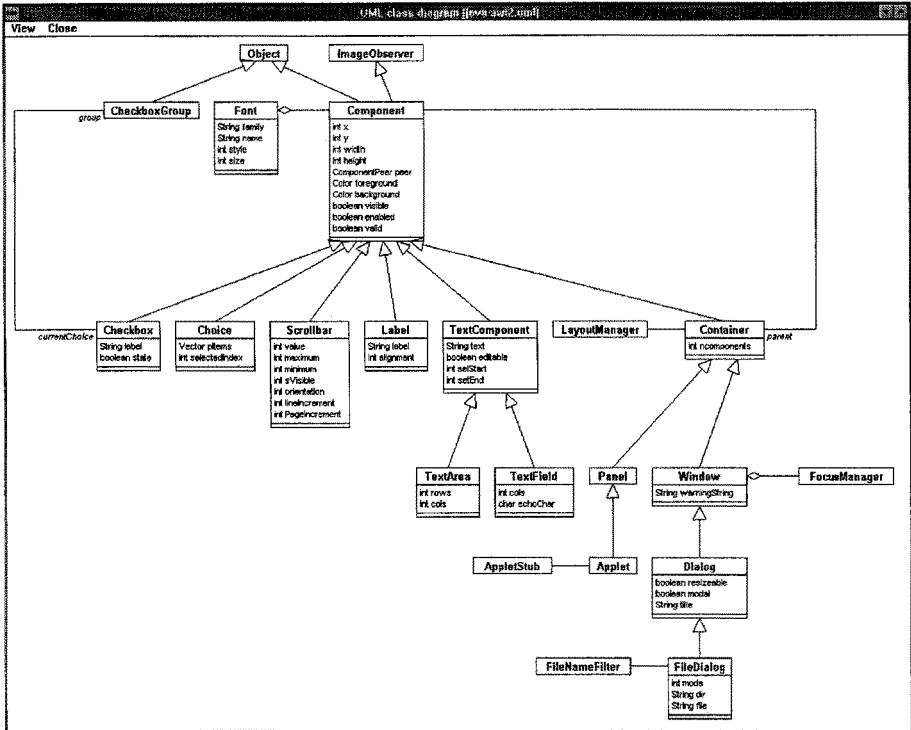 UML class diagram [java.awt2.uml]
View Close
Object
ImageObserver
group
CheckboxGroup
Font
String family
String name
int style
int size
Component
int x
int y
int width
int height
ComponentPeer peer
Color foreground
Color background
boolean visible
boolean enabled
boolean valid
currentChoice
Checkbox
String label
boolean state
Choice
Vector pItems
int selectedIndex
Scrollbar
int value
int maximum
int minimum
int sVisible
int orientation
int lineIncrement
int PageIncrement
Label
String label
int alignment
TextComponent
String text
boolean editable
int selStart
int selEnd
LayoutManager
Container
int ncomponents
parent
TextArea
int rows
int cols
TextField
int cols
char echoChar
Panel
Window
String warningString
FocusManager
AppletStub
Applet
Dialog
boolean resizeable
boolean modal
String title
FileNameFilter
FileDialog
int mode
String dir
String file